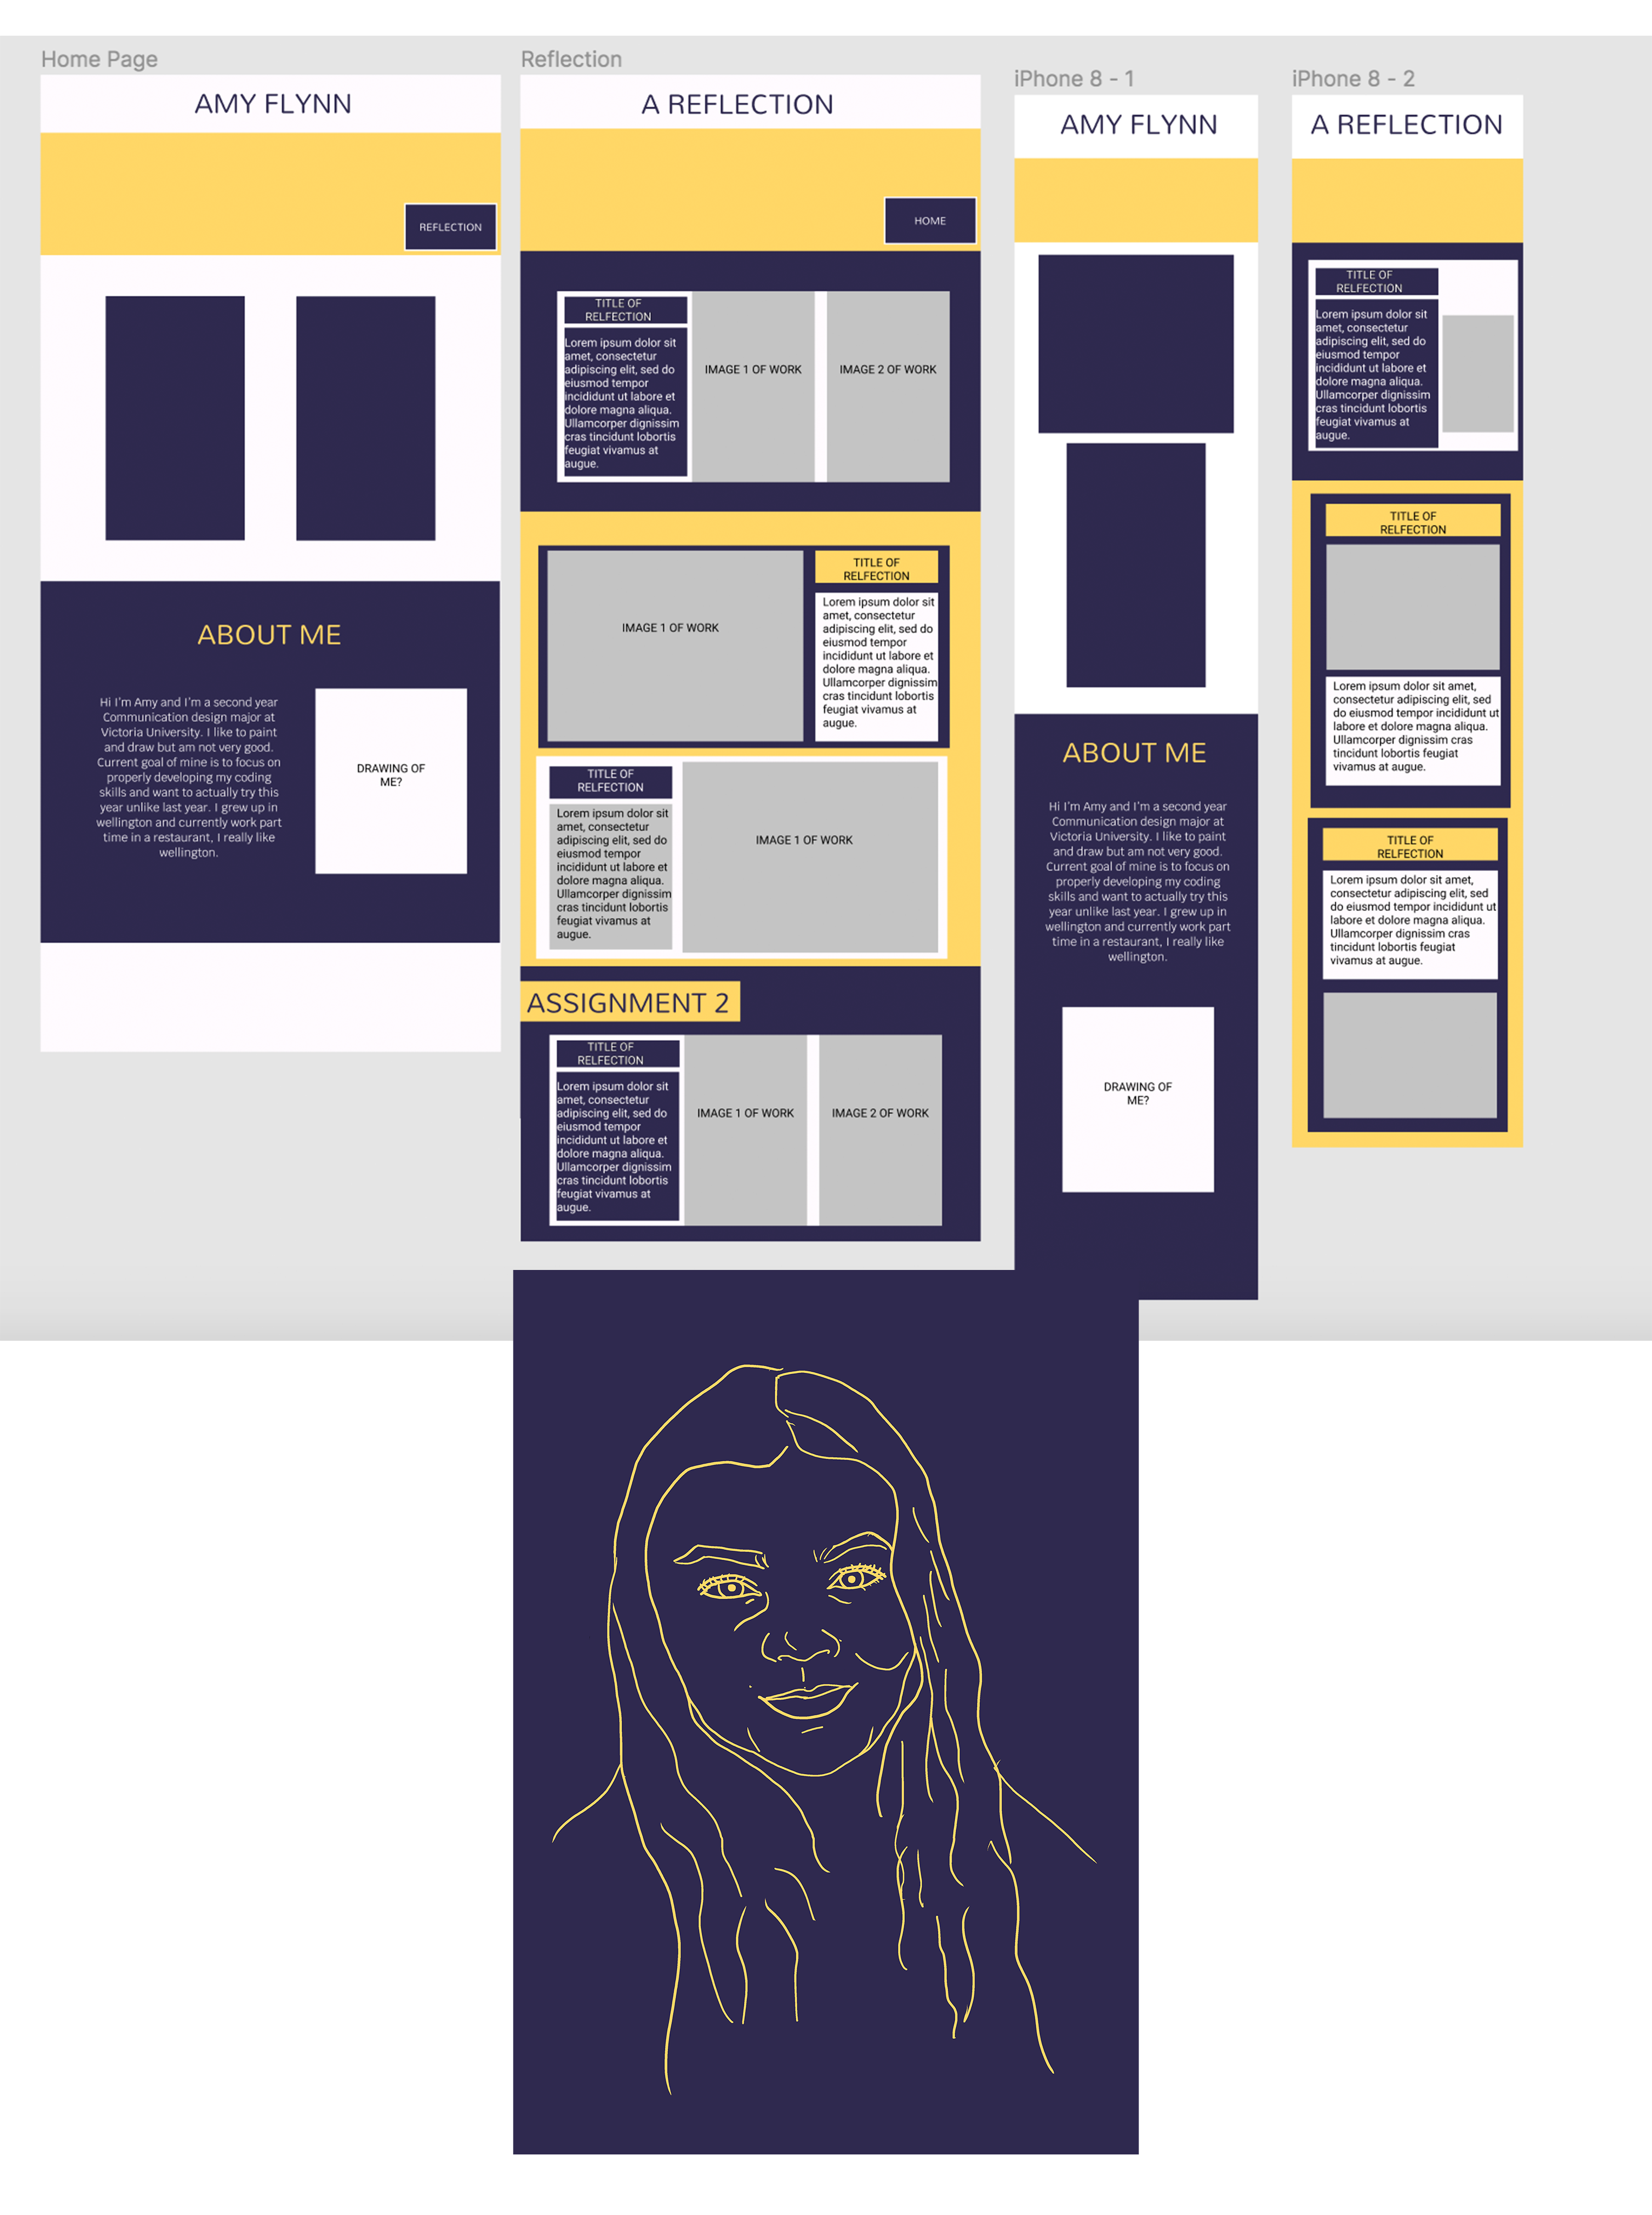 Home Page
AMY FLYNN
REFLECTION
ABOUT ME
Hi I'm Amy and I'm a second year
Communication design major at
Victoria University. I like to paint
and draw but am not very good.
Current goal of mine is to focus on
properly developing my coding
skills and want to actually try this
year unlike last year. I grew up in
wellington and currently work part
time in a restaurant, I really like
wellington.
DRAWING OF
ME?
Reflection
A REFLECTION
HOME
TITLE OF
RELFECTION
Lorem ipsum dolor sit
amet, consectetur
adipiscing elit, sed do
eiusmod tempor
incididunt ut labore et
dolore magna aliqua.
Ullamcorper dignissim
cras tincidunt lobortis
feugiat vivamus at
augue.
IMAGE 1 OF WORK
IMAGE 2 OF WORK
IMAGE 1 OF WORK
TITLE OF
RELFECTION
Lorem ipsum dolor sit
amet, consectetur
adipiscing elit, sed do
eiusmod tempor
incididunt ut labore et
dolore magna aliqua.
Ullamcorper dignissim
cras tincidunt lobortis
feugiat vivamus at
augue.
TITLE OF
RELFECTION
Lorem ipsum dolor sit
amet, consectetur
adipiscing elit, sed do
eiusmod tempor
incididunt ut labore et
dolore magna aliqua.
Ullamcorper dignissim
cras tincidunt lobortis
feugiat vivamus at
augue.
IMAGE 1 OF WORK
ASSIGNMENT 2
TITLE OF
RELFECTION
Lorem ipsum dolor sit
amet, consectetur
adipiscing elit, sed do
eiusmod tempor
incididunt ut labore et
dolore magna aliqua.
Ullamcorper dignissim
cras tincidunt lobortis
feugiat vivamus at
augue.
IMAGE 1 OF WORK
IMAGE 2 OF WORK
iPhone 8 - 1
AMY FLYNN
ABOUT ME
Hi I'm Amy and I'm a second year
Communication design major at
Victoria University. I like to paint
and draw but am not very good.
Current goal of mine is to focus on
properly developing my coding
skills and want to actually try this
year unlike last year. I grew up in
wellington and currently work part
time in a restaurant, I really like
wellington.
DRAWING OF
ME?
iPhone 8 - 2
A REFLECTION
TITLE OF
RELFECTION
Lorem ipsum dolor sit
amet, consectetur
adipiscing elit, sed do
eiusmod tempor
incididunt ut labore et
dolore magna aliqua.
Ullamcorper dignissim
cras tincidunt lobortis
feugiat vivamus at
augue.
TITLE OF
RELFECTION
Lorem ipsum dolor sit amet,
consectetur adipiscing elit, sed
do eiusmod tempor incididunt ut
labore et dolore magna aliqua.
Ullamcorper dignissim cras
tincidunt lobortis feugiat
vivamus at augue.
TITLE OF
RELFECTION
Lorem ipsum dolor sit amet,
consectetur adipiscing elit, sed
do eiusmod tempor incididunt ut
labore et dolore magna aliqua.
Ullamcorper dignissim cras
tincidunt lobortis feugiat
vivamus at augue.